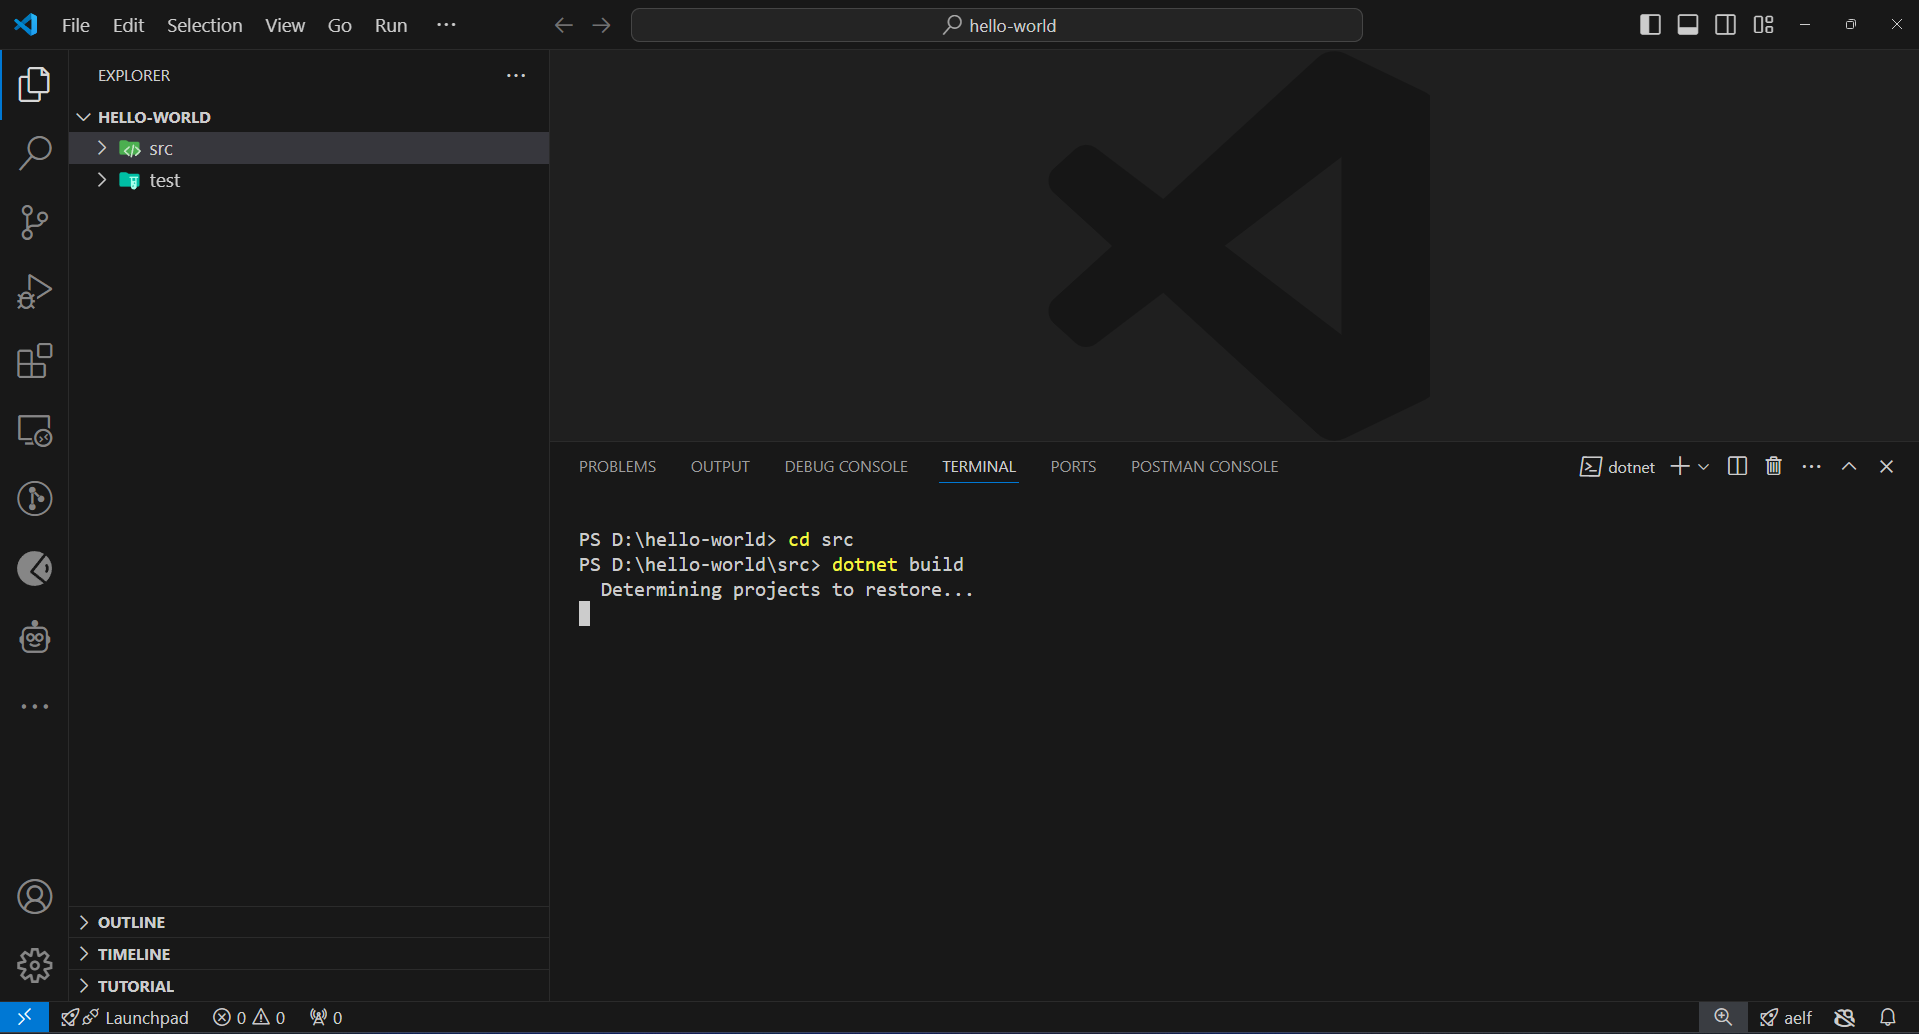 File Edit Selection View Go Run ···
hello-world
EXPLORER ···
HELLO-WORLD
src
test
OUTLINE
TIMELINE
TUTORIAL
PROBLEMS OUTPUT DEBUG CONSOLE TERMINAL PORTS POSTMAN CONSOLE
dotnet
PS D:\hello-world> cd src
PS D:\hello-world\src> dotnet build
Determining projects to restore...
Launchpad 0 0 0
aelf